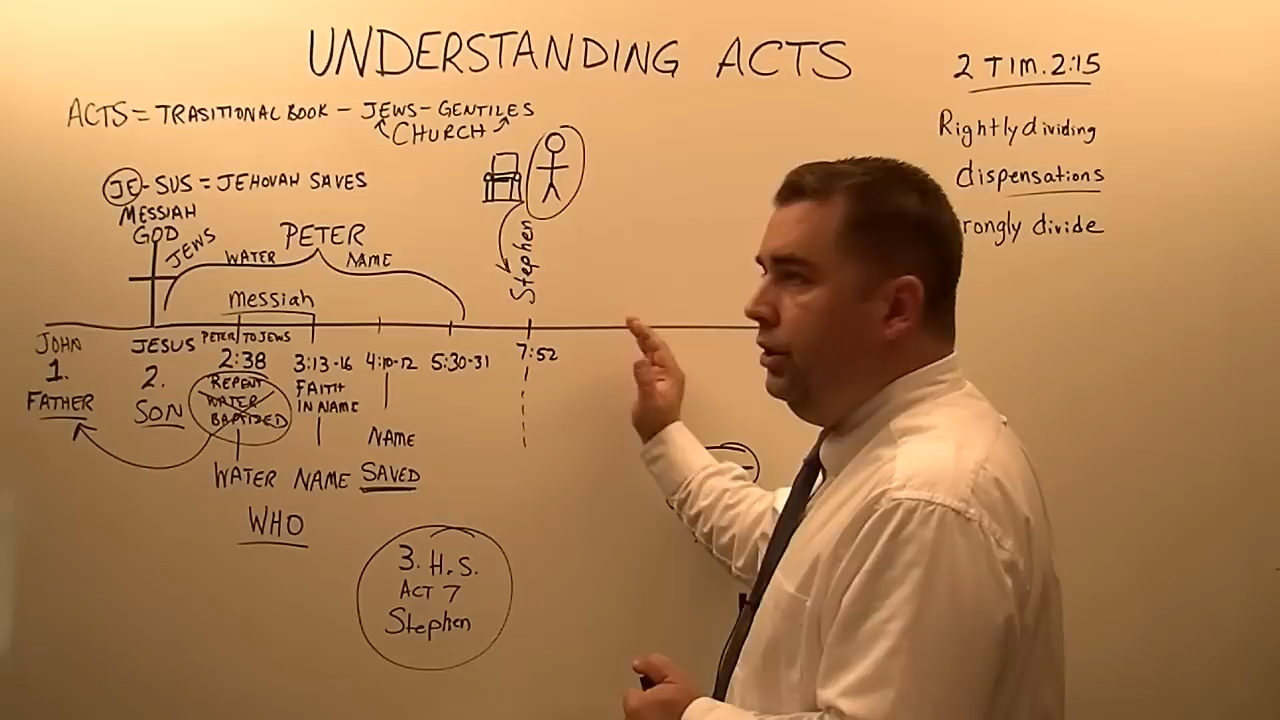 UNDERSTANDING ACTS
ACTS = TRASITIONAL BOOK - JEWS - GENTILES
CHURCH
JE-SUS = JEHOVAH SAVES
MESSIAH
GOD
JEWS
PETER
WATER NAME
messiah
Stephen
JOHN
1.
FATHER
JESUS
2.
SON
PETER TO JEWS
2:38
REPENT
WATER
BAPTIZED
WATER
WHO
3:13-16
FAITH
IN NAME
NAME
4:10-12
NAME
SAVED
5:30-31
7:52
3. H.S.
ACT 7
Stephen
2 TIM. 2:15
Rightly dividing
dispensations
rongly divide